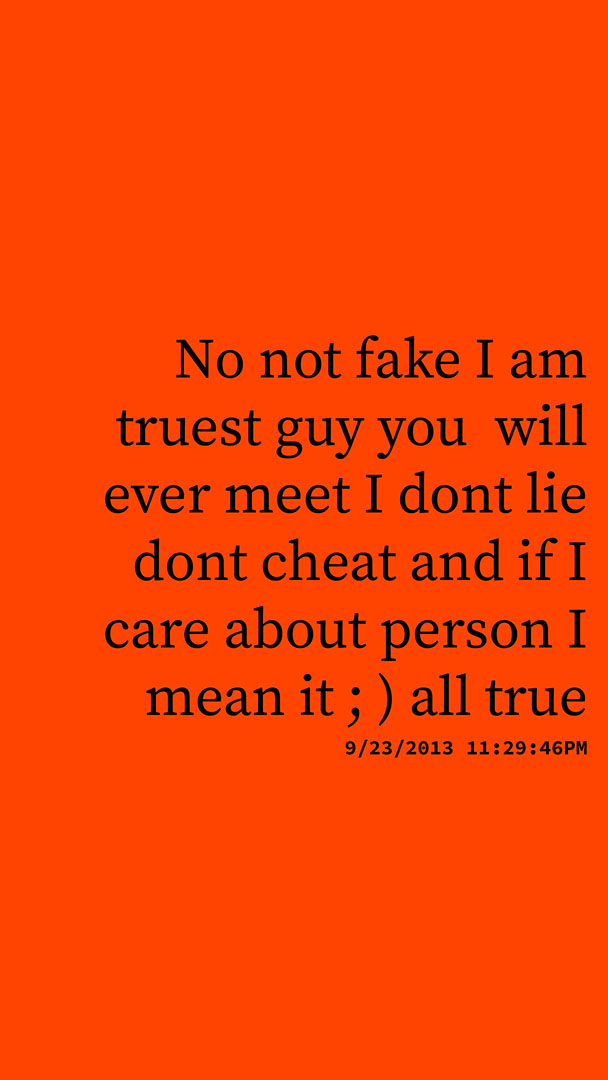 No not fake I am
truest guy you  will
ever meet I dont lie
dont cheat and if I
care about person I
mean it ; ) all true
9/23/2013 11:29:46PM